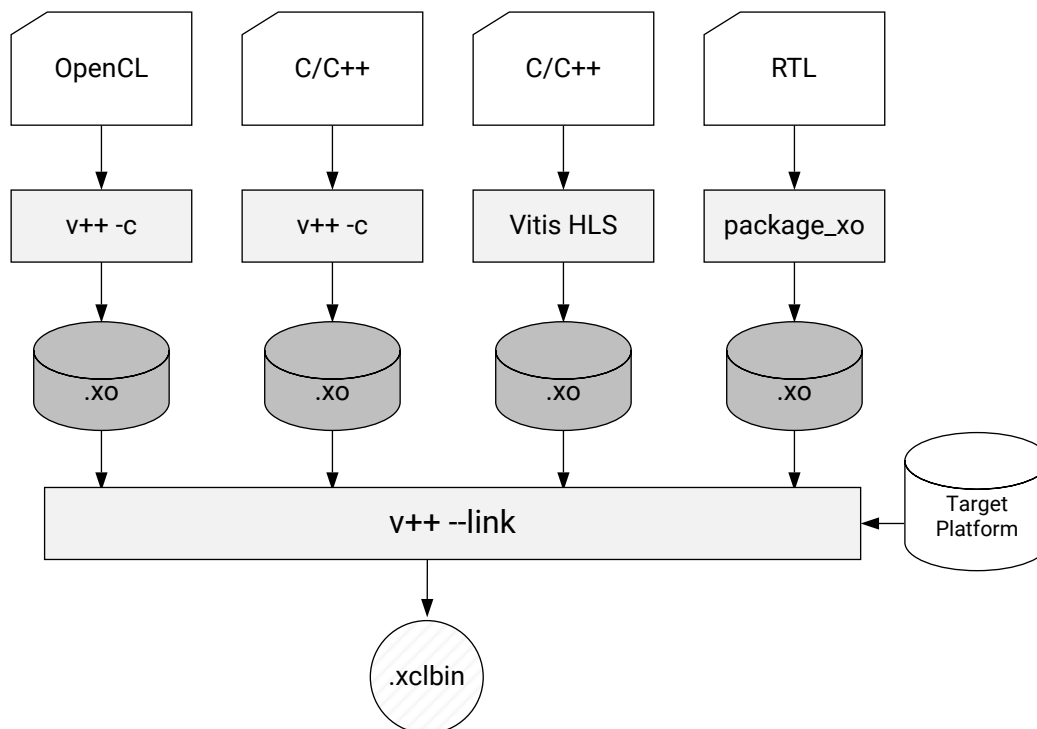 OpenCL
C/C++
C/C++
RTL
v++ -c
v++ -c
Vitis HLS
package_xo
.xo
.xo
.xo
.xo
v++ --link
Target
Platform
.xclbin